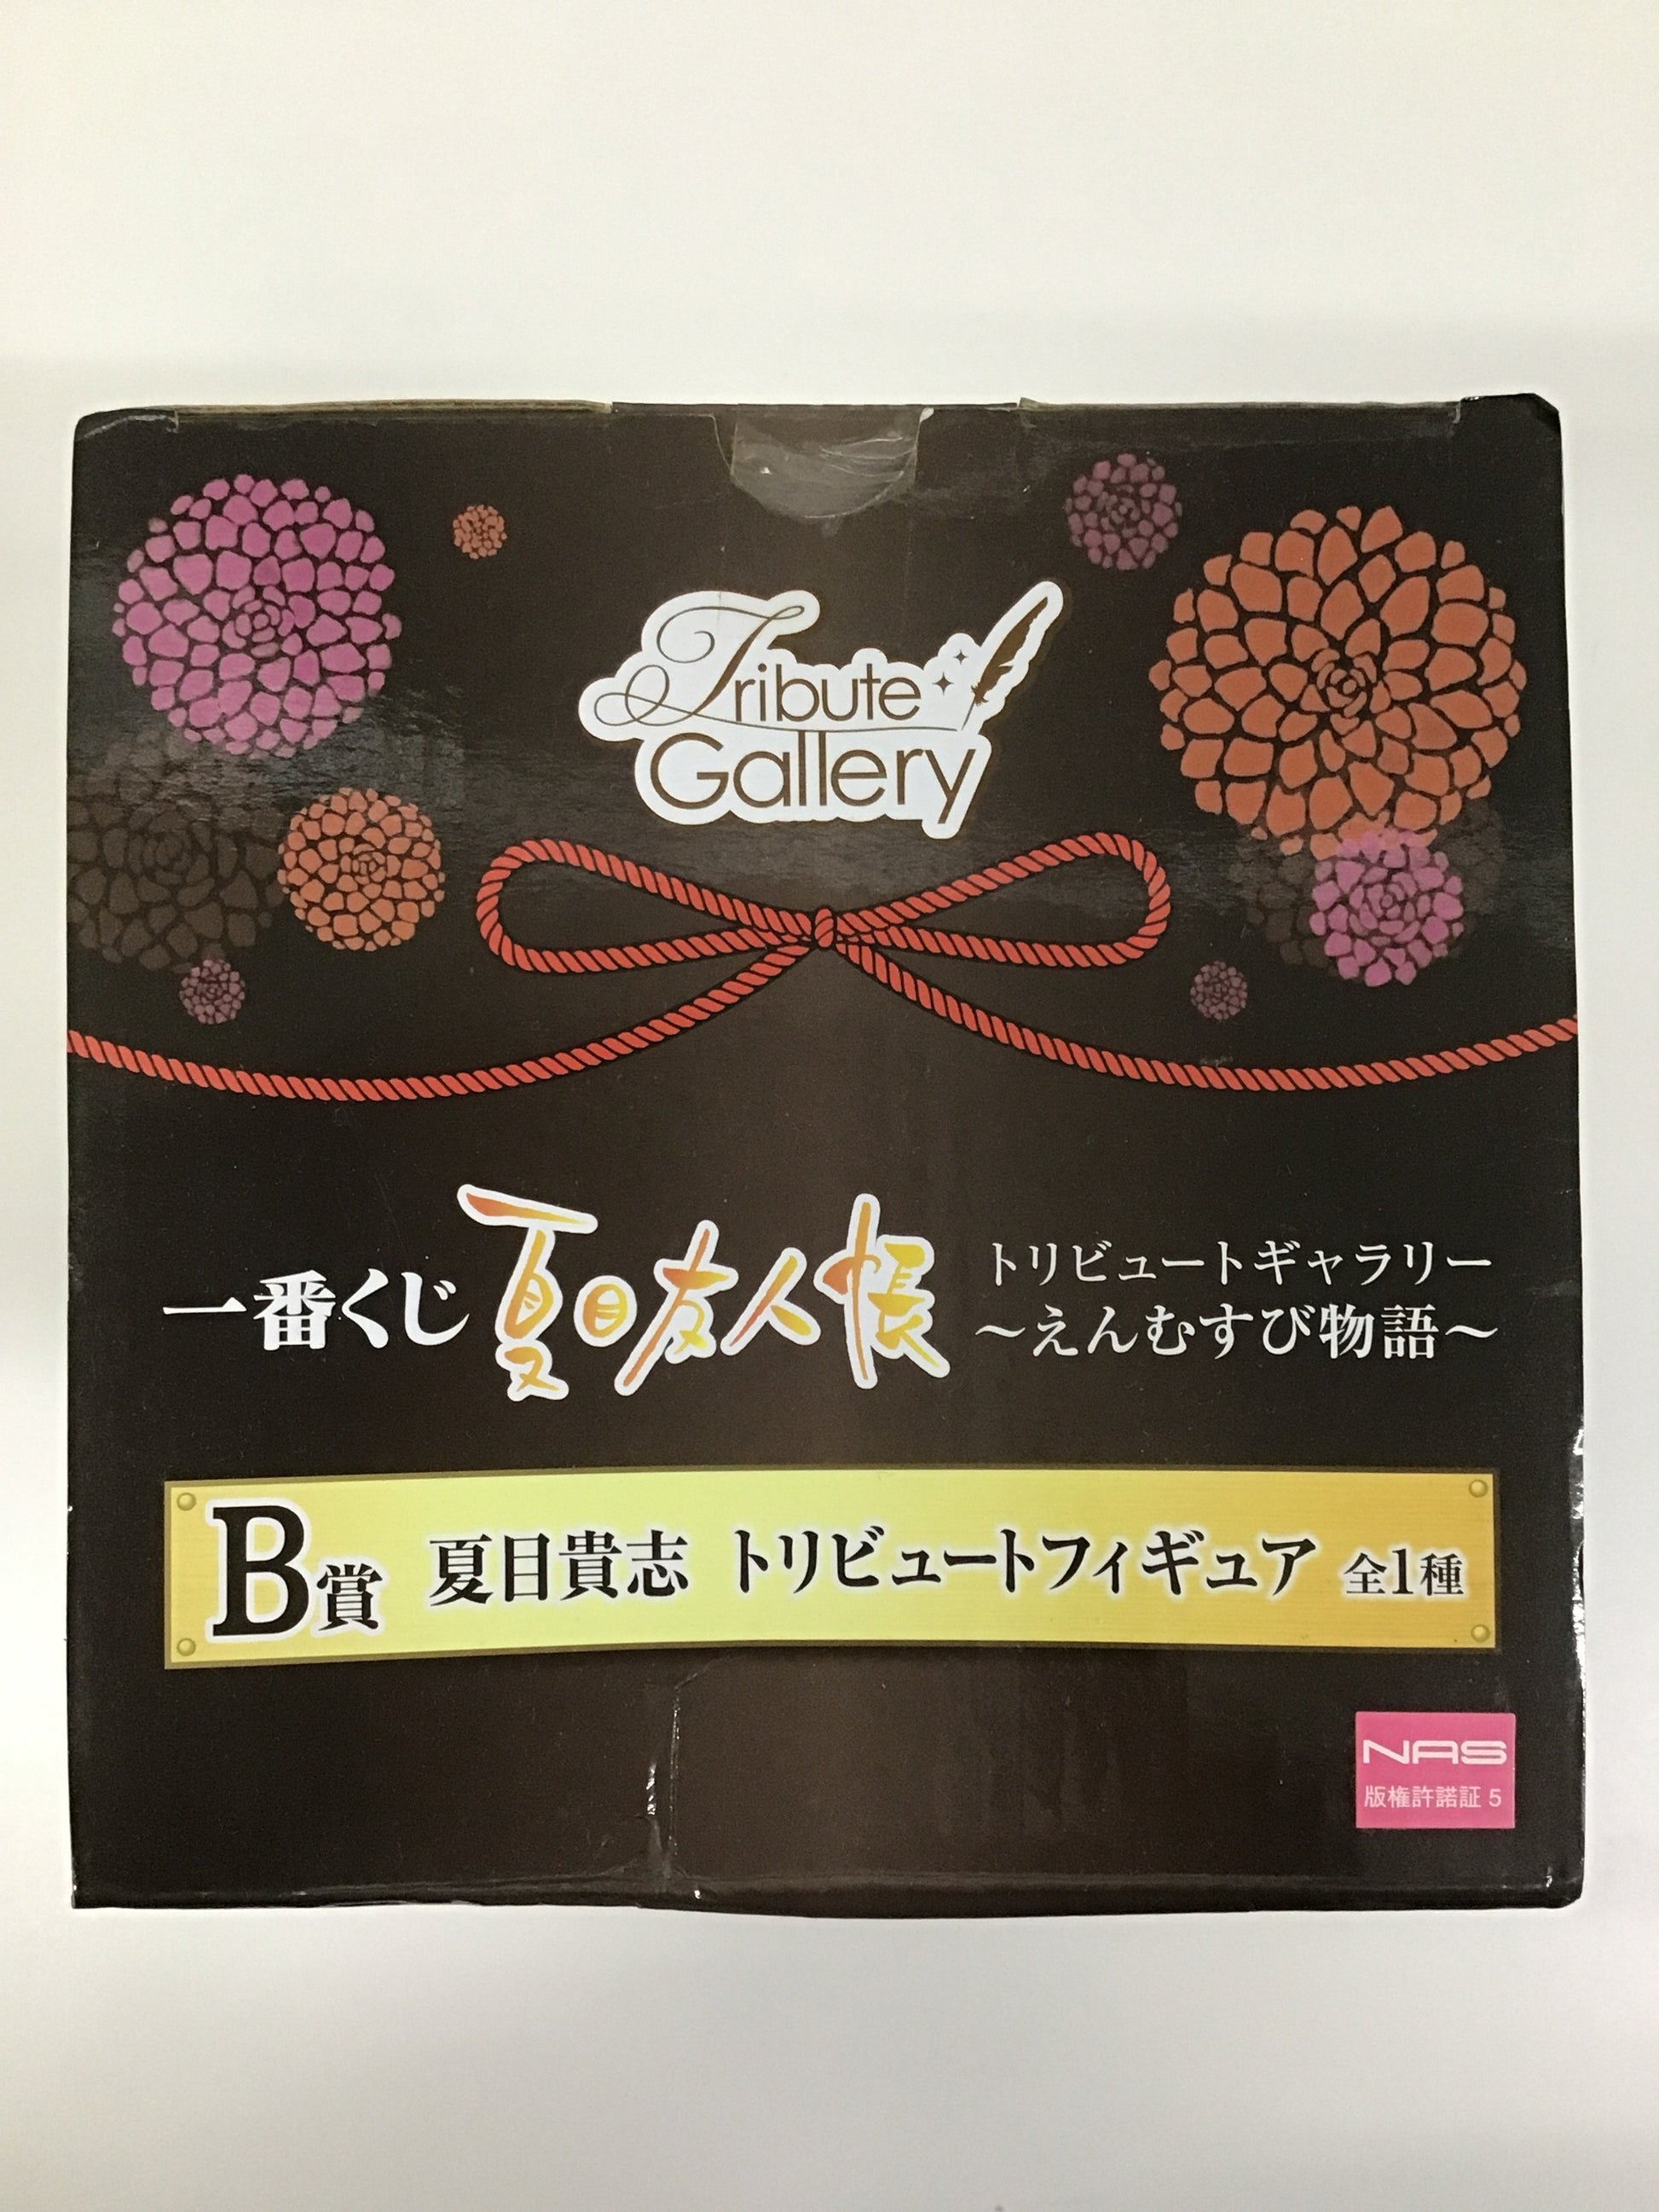 Tribute
Gallery
一番くじ 夏目友人帳 トリビュートギャラリー
～えんむすび物語～
B賞 夏目貴志 トリビュートフィギュア 全1種
NAS
版権許諾証 5